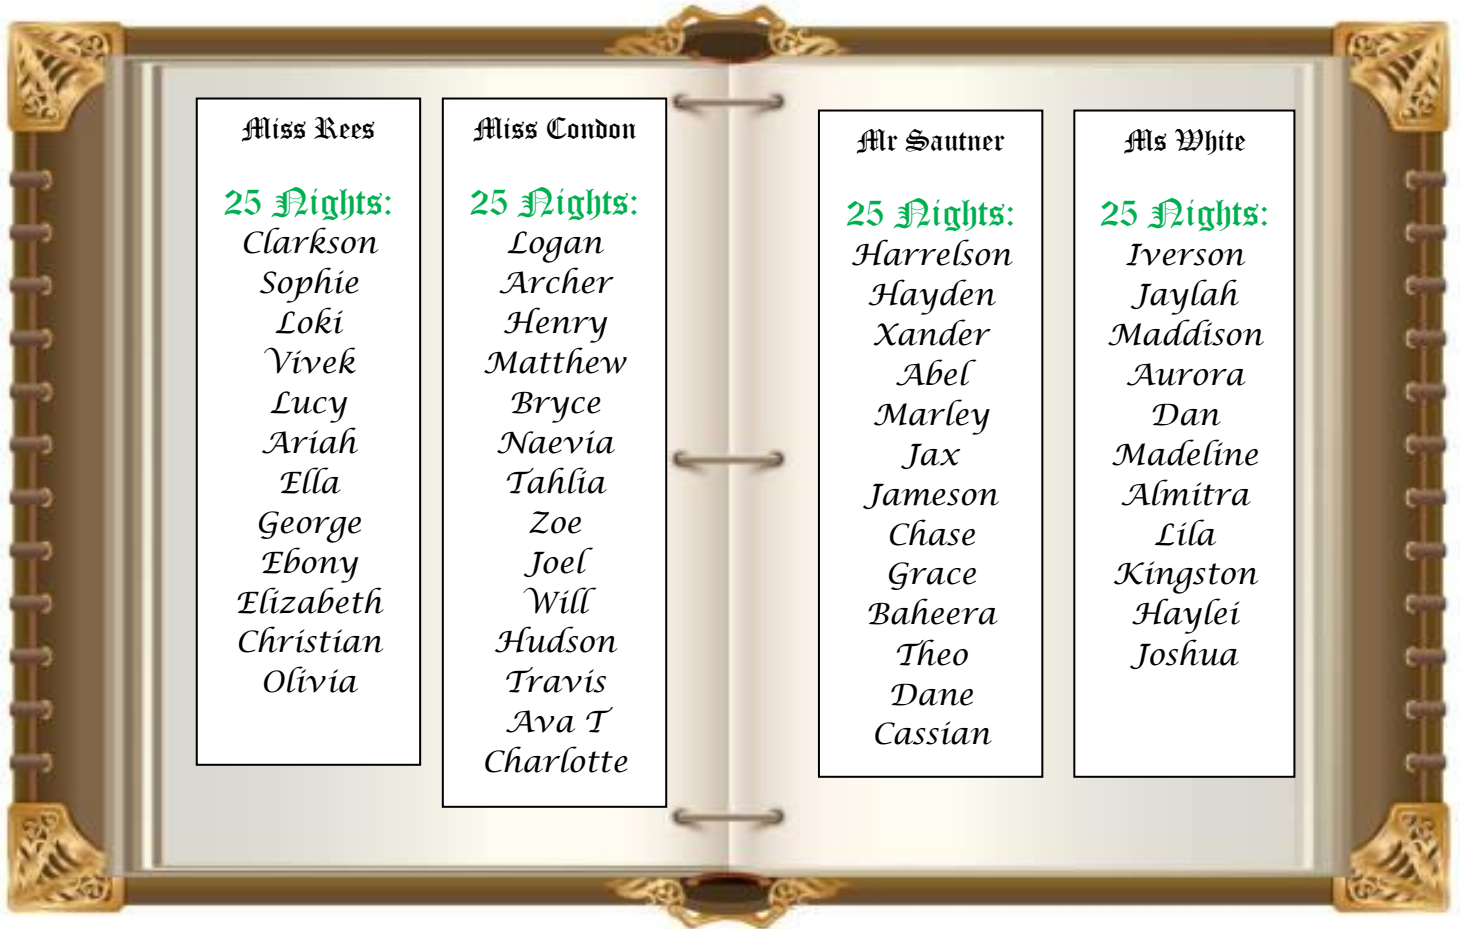 Miss Rees
25 Nights:
Clarkson
Sophie
Loki
Vivek
Lucy
Ariah
Ella
George
Ebony
Elizabeth
Christian
Olivia
Miss Condon
25 Nights:
Logan
Archer
Henry
Matthew
Bryce
Naevia
Tahlia
Zoe
Joel
Will
Hudson
Travis
Ava T
Charlotte
Mr Sautner
25 Nights:
Harrelson
Hayden
Xander
Abel
Marley
Jax
Jameson
Chase
Grace
Baheera
Theo
Dane
Cassian
Ms White
25 Nights:
Iverson
Jaylah
Maddison
Aurora
Dan
Madeline
Almitra
Lila
Kingston
Haylei
Joshua